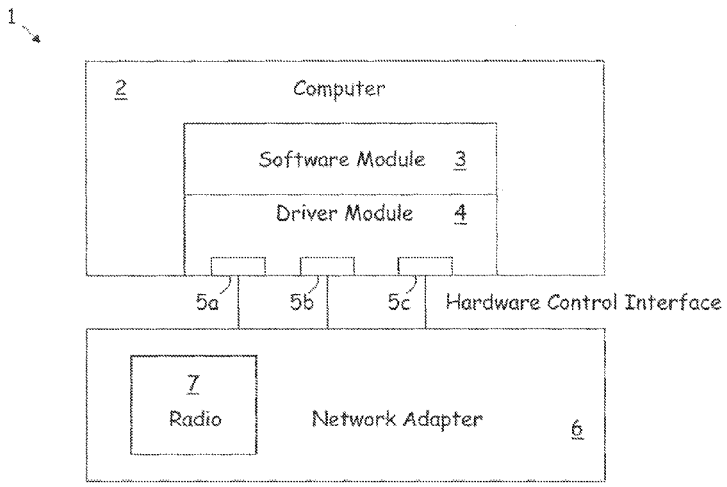 1
2 Computer
Software Module 3
Driver Module 4
5a 5b 5c Hardware Control Interface
7
Radio Network Adapter 6